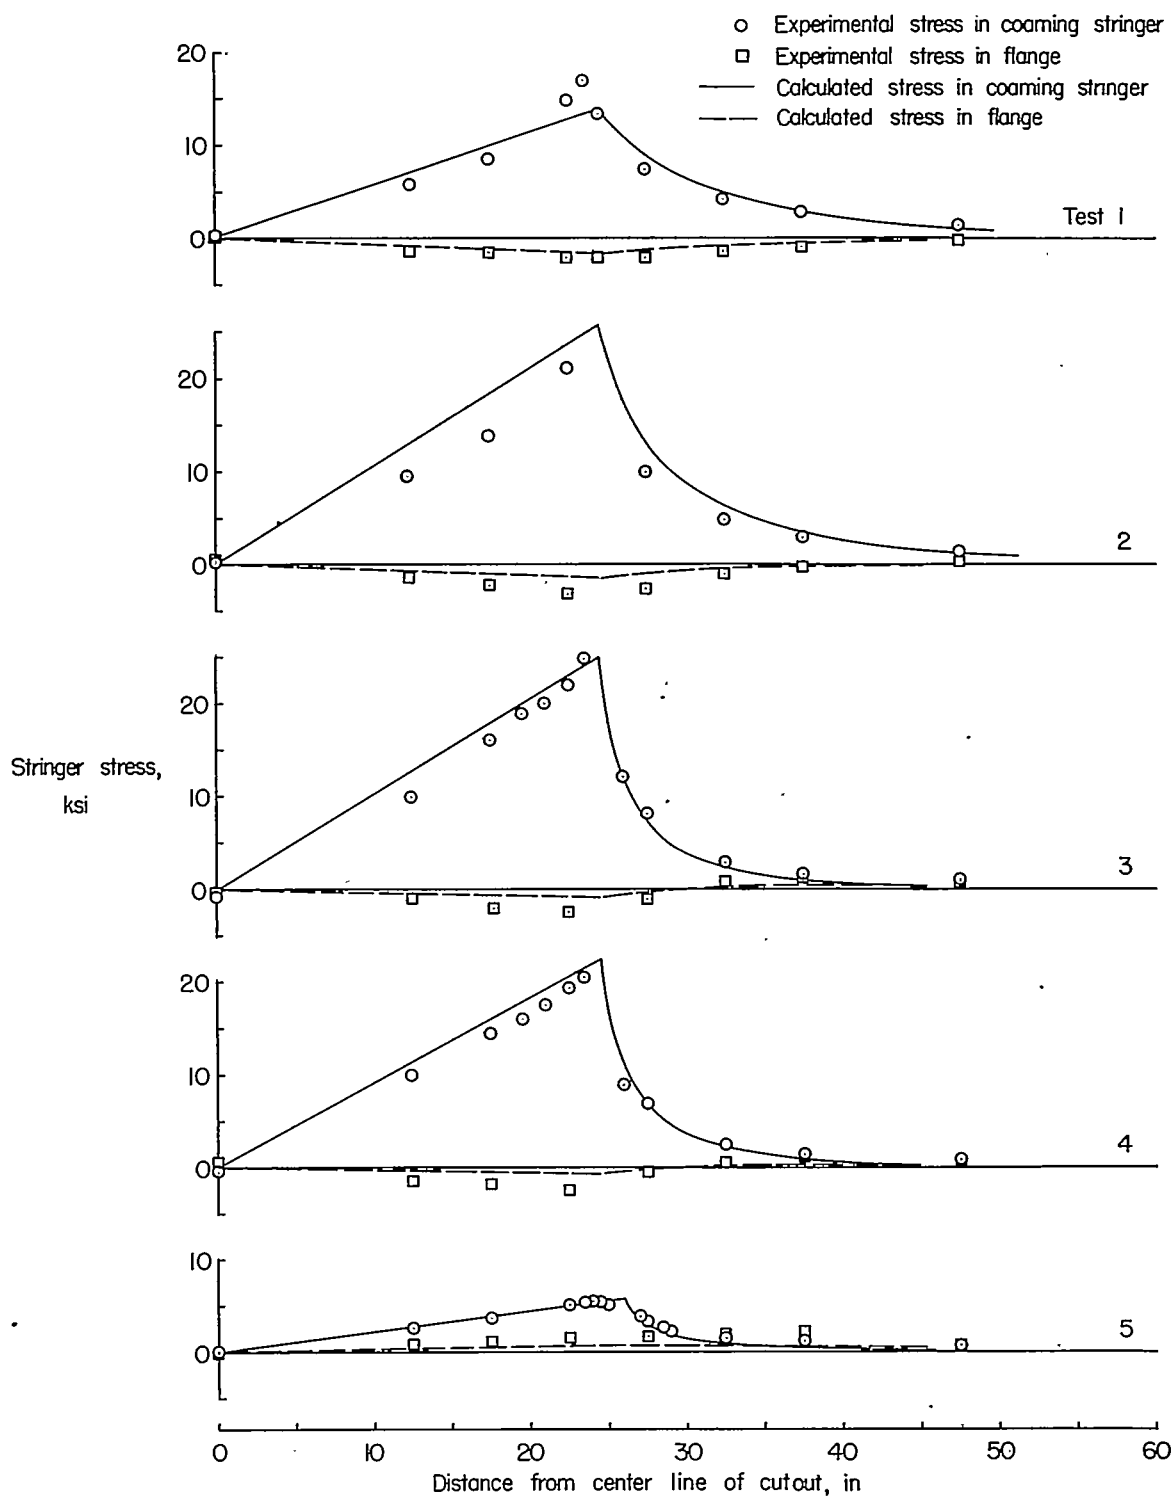 Experimental stress in coaming stringer
Experimental stress in flange
Calculated stress in coaming stringer
Calculated stress in flange
20
10
0
Test 1
20
10
0
2
20
10
0
3
Stringer stress,
ksi
20
10
0
4
10
0
5
0 10 20 30 40 50 60
Distance from center line of cutout, in